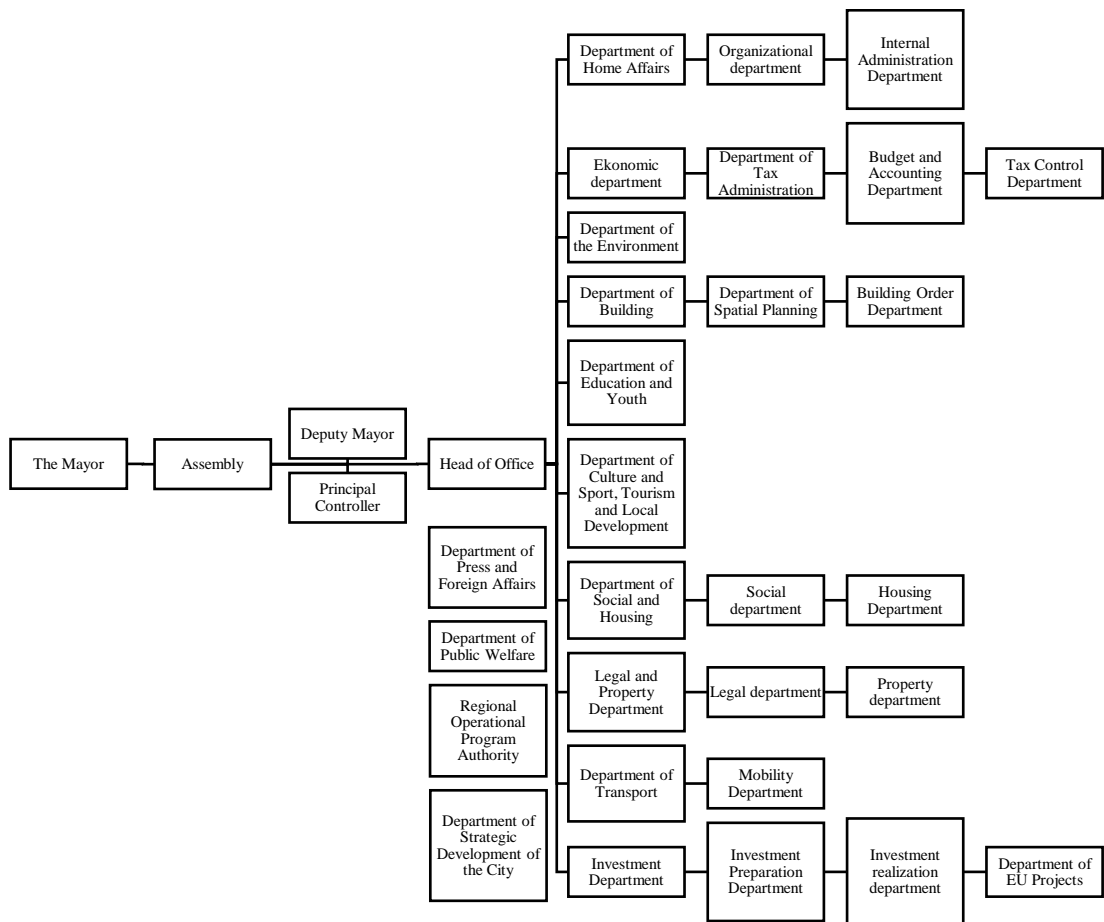 Department of
Home Affairs
Organizational
department
Internal
Administration
Department
Ekonomic
department
Department of
Tax
Administration
Budget and
Accounting
Department
Tax Control
Department
Department of
the Environment
Department of
Building
Department of
Spatial Planning
Building Order
Department
Department of
Education and
Youth
The Mayor
Assembly
Deputy Mayor
Principal
Controller
Head of Office
Department of
Culture and
Sport, Tourism
and Local
Development
Department of
Press and
Foreign Affairs
Department of
Public Welfare
Regional
Operational
Program
Authority
Department of
Strategic
Development of
the City
Department of
Social and
Housing
Social
department
Housing
Department
Legal and
Property
Department
Legal department
Property
department
Department of
Transport
Mobility
Department
Investment
Department
Investment
Preparation
Department
Investment
realization
department
Department of
EU Projects